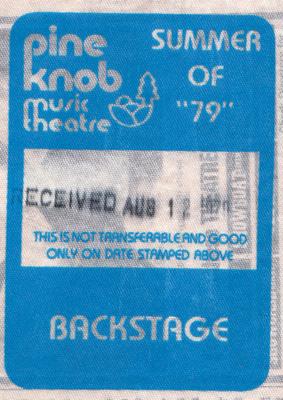 pine
knob
music
theatre
SUMMER
OF
"79"
RECEIVED AUG 12
THIS IS NOT TRANSFERABLE AND GOOD
ONLY ON DATE STAMPED ABOVE
BACKSTAGE